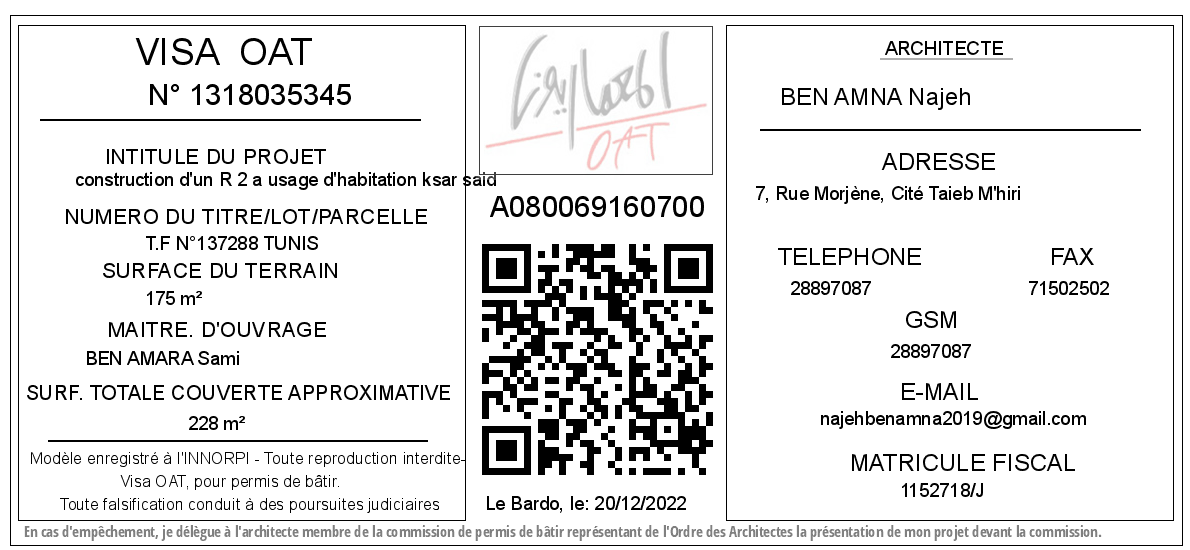 VISA OAT
N° 1318035345
INTITULE DU PROJET
construction d'un R 2 a usage d'habitation ksar said
NUMERO DU TITRE/LOT/PARCELLE
T.F N°137288 TUNIS
SURFACE DU TERRAIN
175 m²
MAITRE. D'OUVRAGE
BEN AMARA Sami
SURF. TOTALE COUVERTE APPROXIMATIVE
228 m²
Modèle enregistré à l'INNORPI - Toute reproduction interdite-
Visa OAT, pour permis de bâtir.
Toute falsification conduit à des poursuites judiciaires
OAT
A080069160700
Le Bardo, le: 20/12/2022
ARCHITECTE
BEN AMNA Najeh
ADRESSE
7, Rue Morjène, Cité Taieb M'hiri
TELEPHONE FAX
28897087 71502502
GSM
28897087
E-MAIL
najehbenamna2019@gmail.com
MATRICULE FISCAL
1152718/J
En cas d'empêchement, je délègue à l'architecte membre de la commission de permis de bâtir représentant de l'Ordre des Architectes la présentation de mon projet devant la commission.